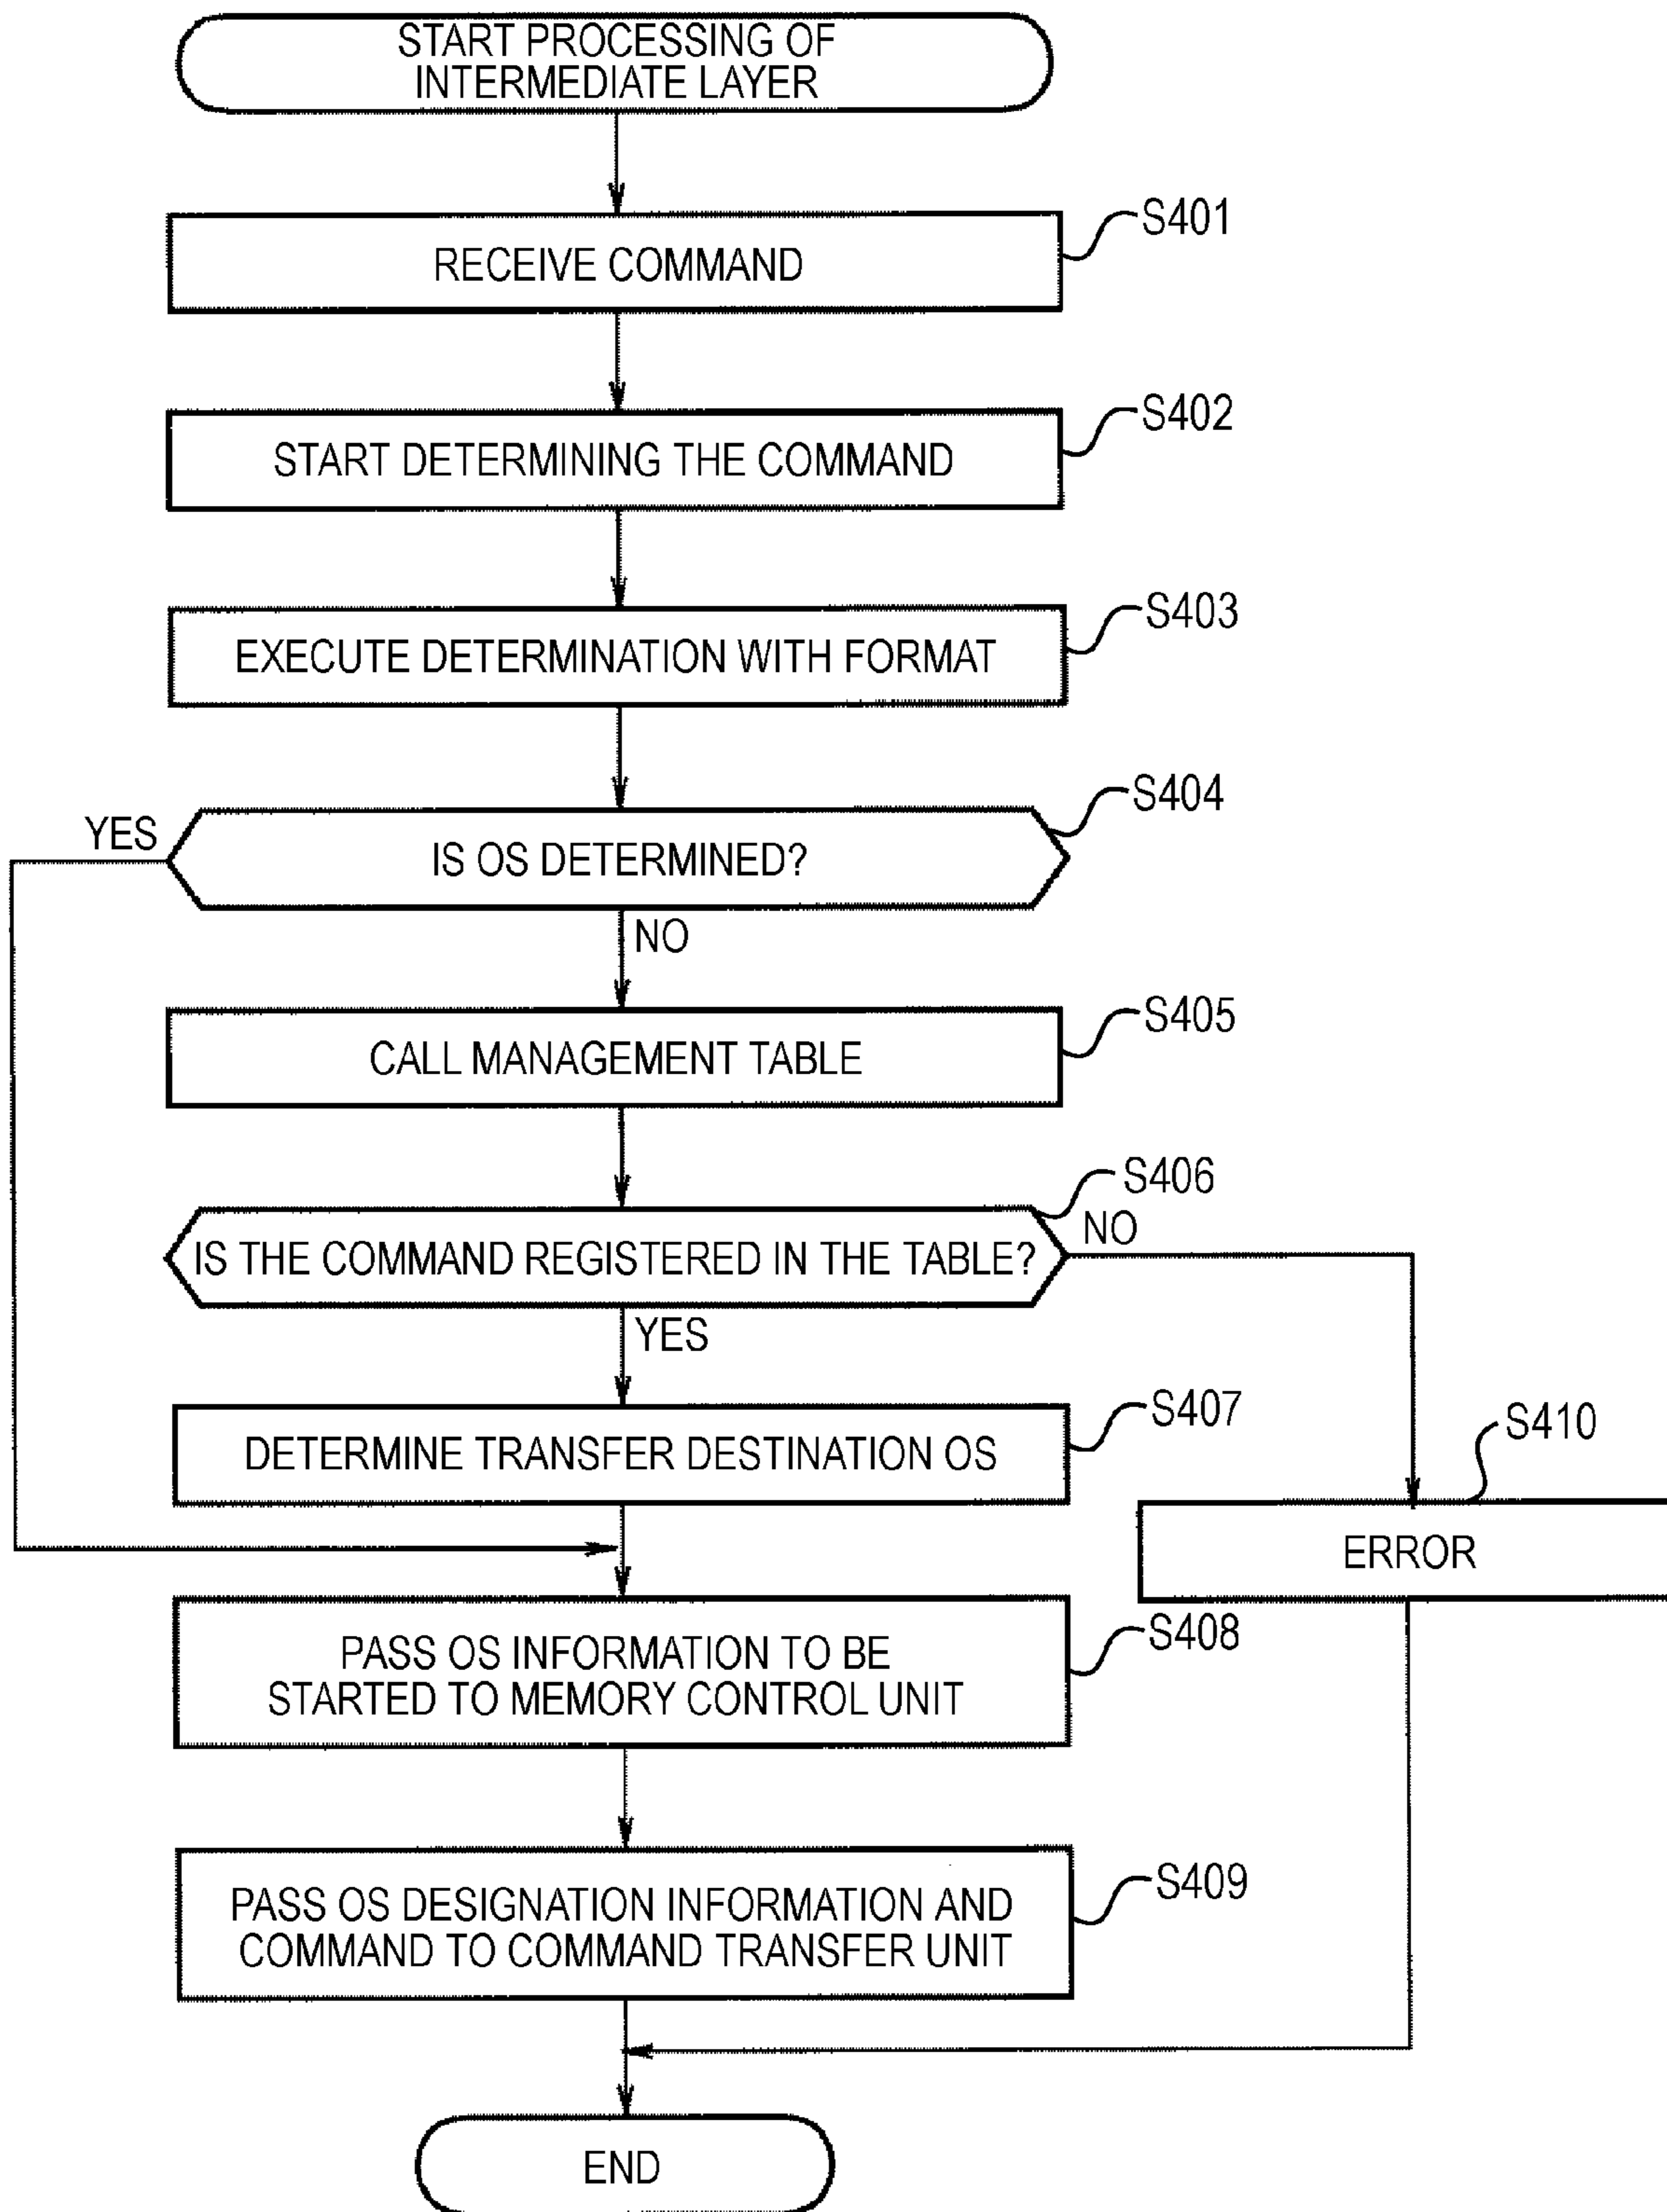 START PROCESSING OF
INTERMEDIATE LAYER
S401
RECEIVE COMMAND
S402
START DETERMINING THE COMMAND
S403
EXECUTE DETERMINATION WITH FORMAT
S404
YES
IS OS DETERMINED?
NO
S405
CALL MANAGEMENT TABLE
S406
NO
IS THE COMMAND REGISTERED IN THE TABLE?
YES
S407
DETERMINE TRANSFER DESTINATION OS
S410
ERROR
S408
PASS OS INFORMATION TO BE
STARTED TO MEMORY CONTROL UNIT
S409
PASS OS DESIGNATION INFORMATION AND
COMMAND TO COMMAND TRANSFER UNIT
END